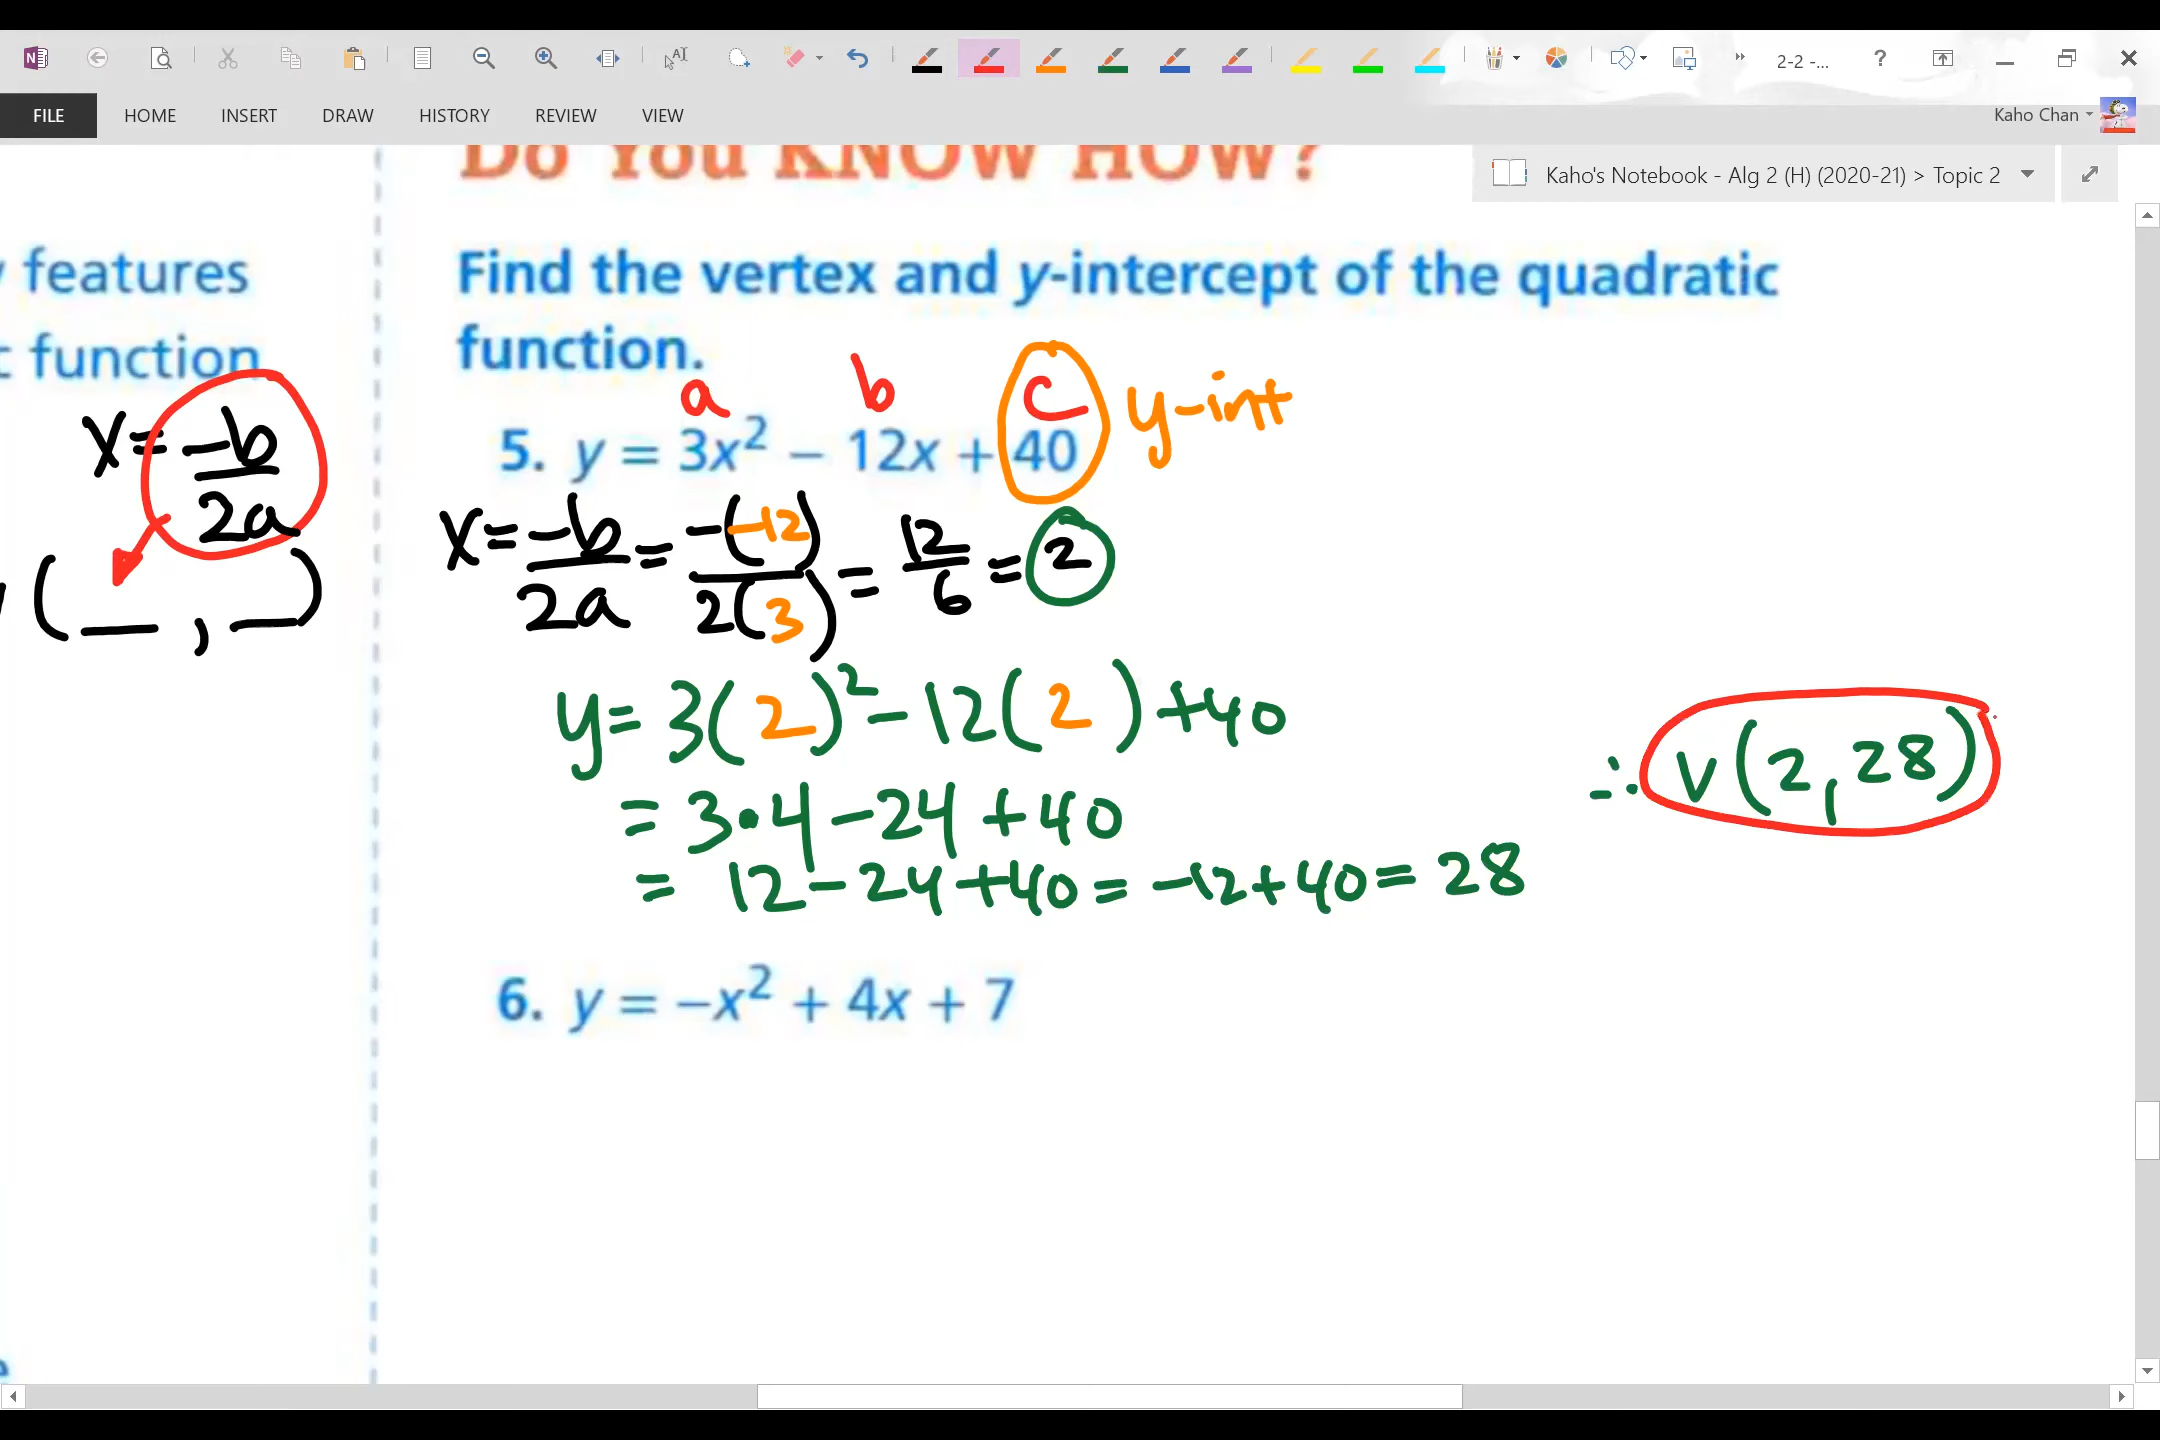 2-2 -...
?
FILE HOME INSERT DRAW HISTORY REVIEW VIEW
Kaho Chan
Kaho's Notebook - Alg 2 (H) (2020-21) > Topic 2
Do You KNOW HOW?
features
function
x = -b/2a
( __ , __ )
Find the vertex and y-intercept of the quadratic
function.
a b c y-int
5. y = 3x² − 12x + 40
x = -b/2a = -(-12)/2(3) = 12/6 = 2
y = 3(2)² - 12(2) + 40
= 3·4 - 24 + 40
= 12 - 24 + 40 = -12 + 40 = 28
∴ V(2, 28)
6. y = −x² + 4x + 7